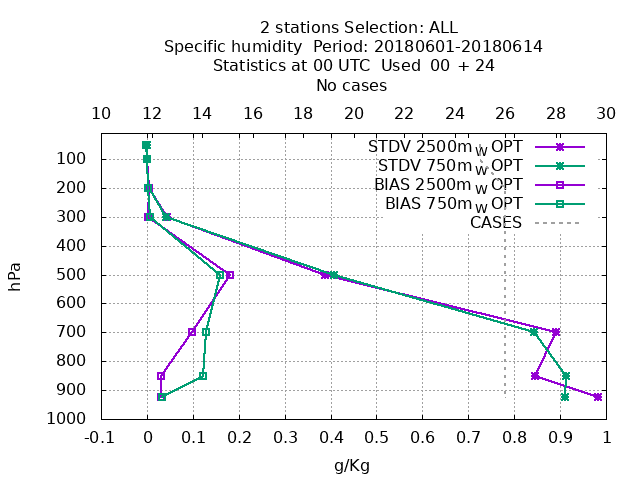 2 stations Selection: ALL
Specific humidity  Period: 20180601-20180614
Statistics at 00 UTC  Used  00 + 24
No cases
10 12 14 16 18 20 22 24 26 28 30
STDV 2500m_W OPT
STDV 750m_W OPT
BIAS 2500m_W OPT
BIAS 750m_W OPT
CASES
hPa
100
200
300
400
500
600
700
800
900
1000
-0.1 0 0.1 0.2 0.3 0.4 0.5 0.6 0.7 0.8 0.9 1
g/Kg